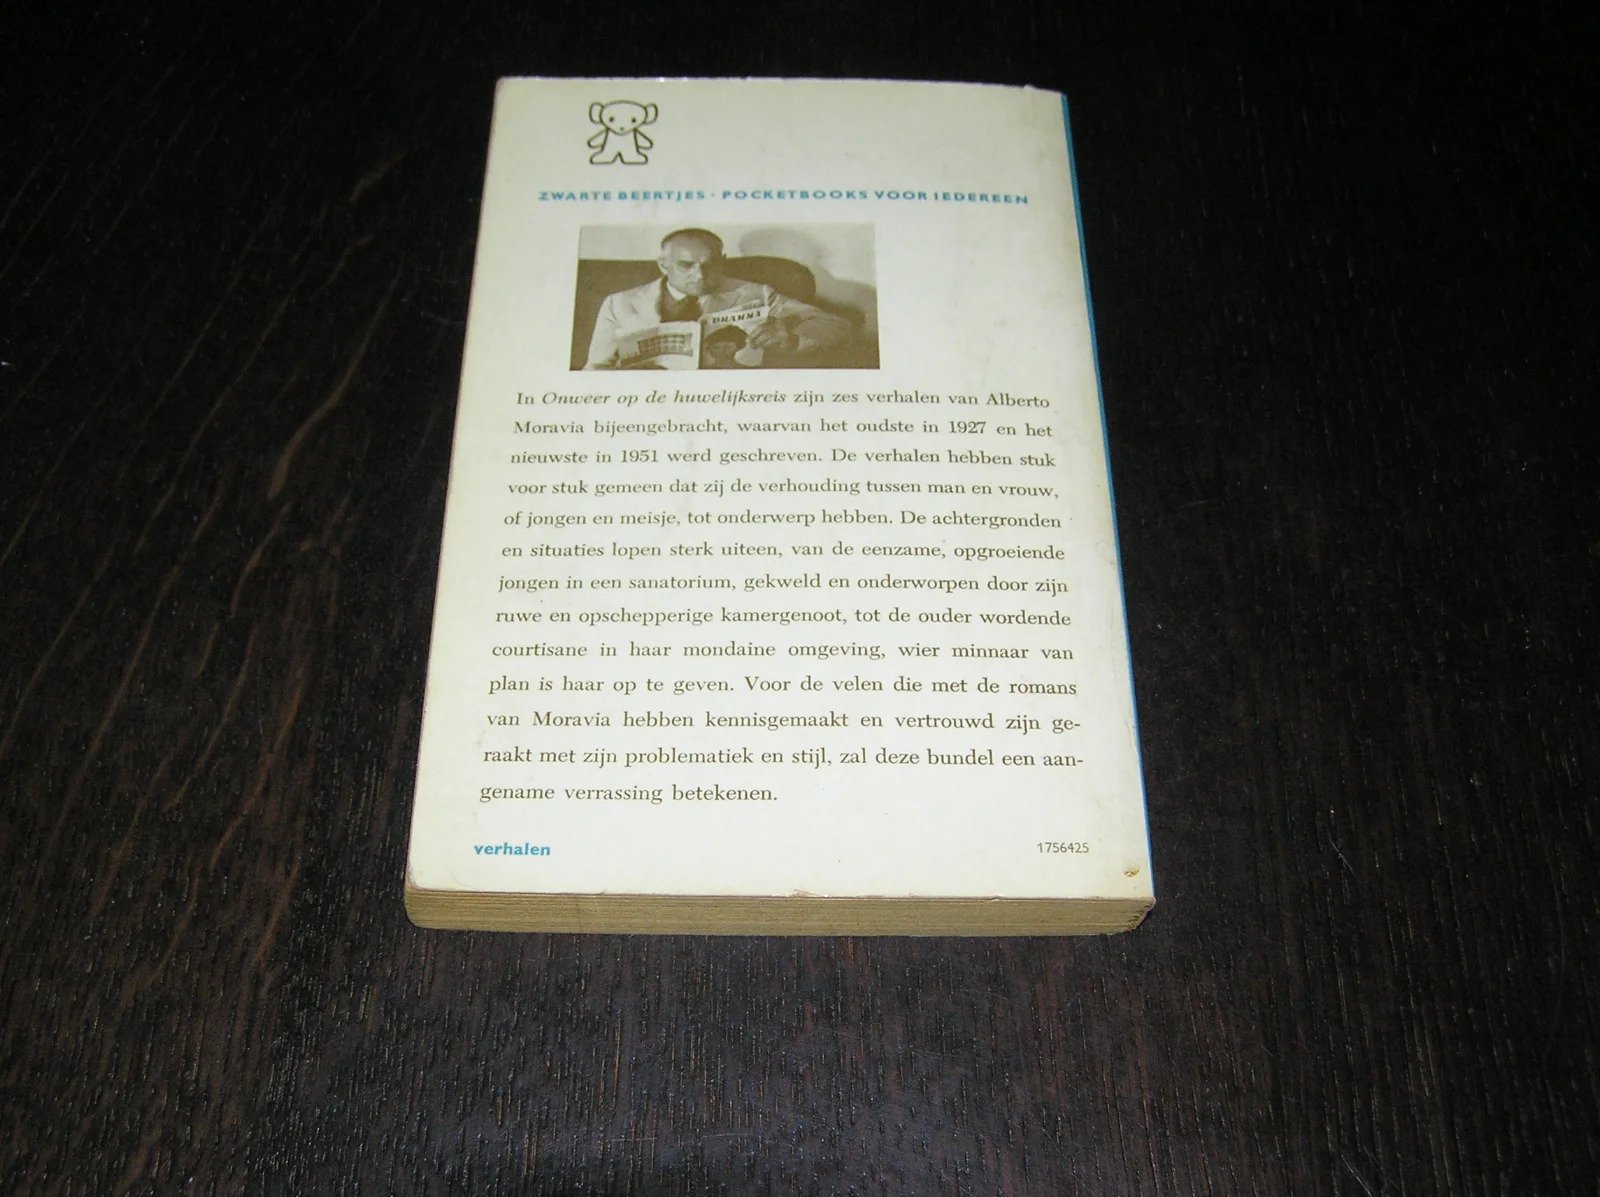 ZWARTE BEERTJES · POCKETBOOKS VOOR IEDEREEN
DRAMMA
In Onweer op de huwelijksreis zijn zes verhalen van Alberto
Moravia bijeengebracht, waarvan het oudste in 1927 en het
nieuwste in 1951 werd geschreven. De verhalen hebben stuk
voor stuk gemeen dat zij de verhouding tussen man en vrouw,
of jongen en meisje, tot onderwerp hebben. De achtergronden
en situaties lopen sterk uiteen, van de eenzame, opgroeiende
jongen in een sanatorium, gekweld en onderworpen door zijn
ruwe en opschepperige kamergenoot, tot de ouder wordende
courtisane in haar mondaine omgeving, wier minnaar van
plan is haar op te geven. Voor de velen die met de romans
van Moravia hebben kennisgemaakt en vertrouwd zijn ge-
raakt met zijn problematiek en stijl, zal deze bundel een aan-
gename verrassing betekenen.
verhalen
1756425